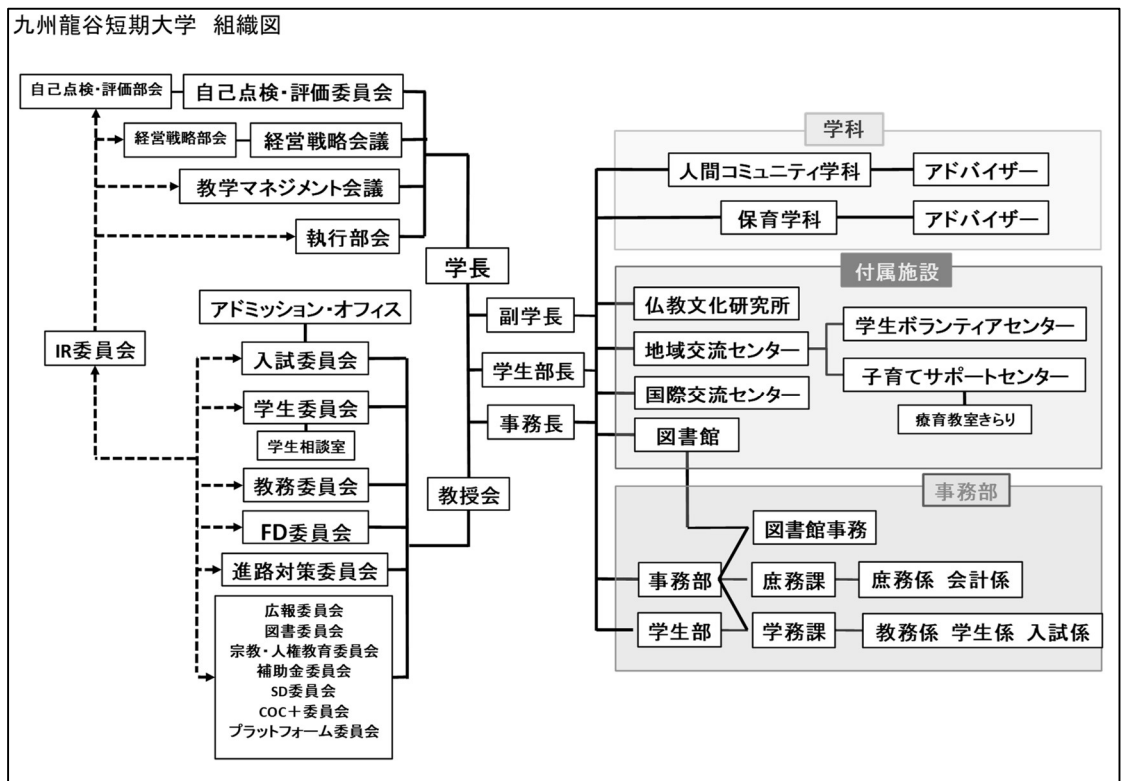 九州龍谷短期大学 組織図
自己点検・評価部会
自己点検・評価委員会
経営戦略部会
経営戦略会議
教学マネジメント会議
執行部会
学長
アドミッション・オフィス
IR委員会
入試委員会
学生委員会
学生相談室
教務委員会
FD委員会
進路対策委員会
広報委員会
図書委員会
宗教・人権教育委員会
補助金委員会
SD委員会
COC＋委員会
プラットフォーム委員会
教授会
副学長
学生部長
事務長
学科
人間コミュニティ学科
アドバイザー
保育学科
アドバイザー
付属施設
仏教文化研究所
地域交流センター
学生ボランティアセンター
子育てサポートセンター
療育教室きらり
国際交流センター
図書館
事務部
図書館事務
事務部
庶務課
庶務係 会計係
学生部
学務課
教務係 学生係 入試係